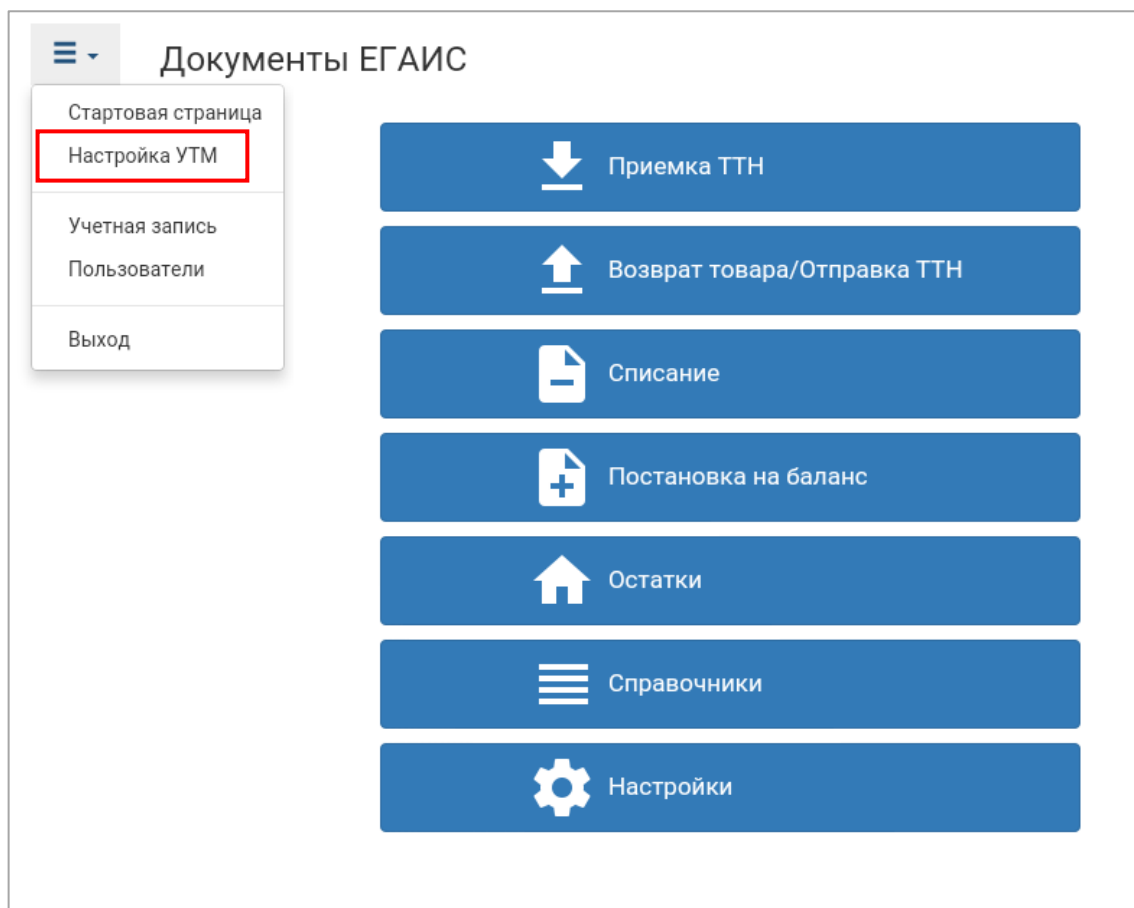 Документы ЕГАИС
Стартовая страница
Настройка УТМ
Учетная запись
Пользователи
Выход
Приемка ТТН
Возврат товара/Отправка ТТН
Списание
Постановка на баланс
Остатки
Справочники
Настройки